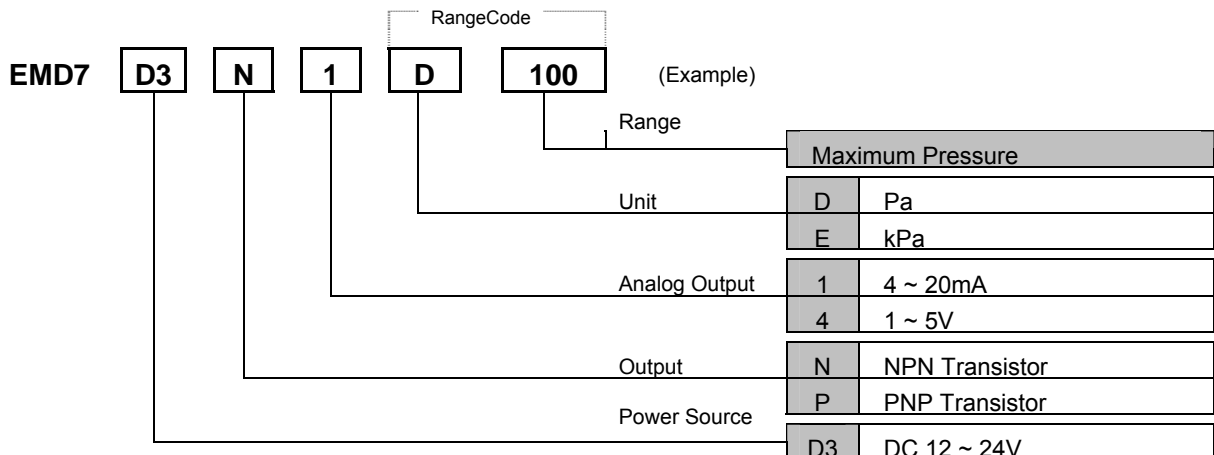 RangeCode
EMD7 D3 N 1 D 100 (Example)
Range
Maximum Pressure
Unit D Pa
E kPa
Analog Output 1 4 ~ 20mA
4 1 ~ 5V
Output N NPN Transistor
P PNP Transistor
Power Source
D3 DC 12 ~ 24V